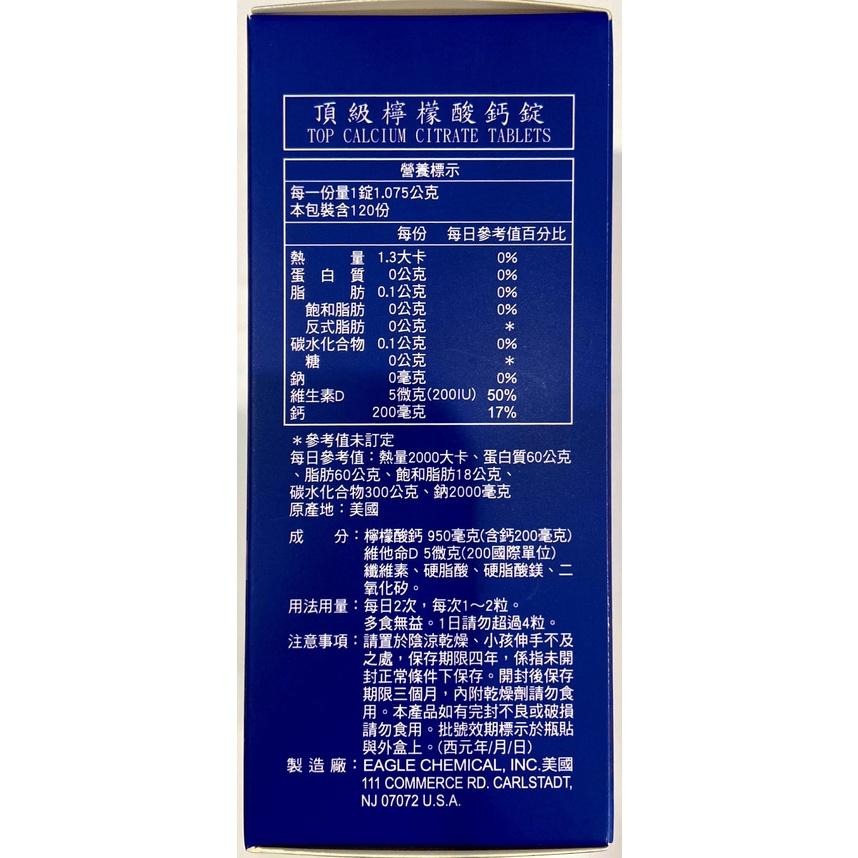 頂級檸檬酸鈣錠
TOP CALCIUM CITRATE TABLETS
營養標示
每一份量1錠1.075公克
本包裝含120份
每份 每日參考值百分比
熱量 1.3大卡 0%
蛋白質 0公克 0%
脂肪 0.1公克 0%
飽和脂肪 0公克 0%
反式脂肪 0公克 *
碳水化合物 0.1公克 0%
糖 0公克 *
鈉 0毫克 0%
維生素D 5微克(200IU) 50%
鈣 200毫克 17%
*參考值未訂定
每日參考值：熱量2000大卡、蛋白質60公克
、脂肪60公克、飽和脂肪18公克、
碳水化合物300公克、鈉2000毫克
原產地：美國
成分：檸檬酸鈣 950毫克(含鈣200毫克)
維他命D 5微克(200國際單位)
纖維素、硬脂酸、硬脂酸鎂、二
氧化矽。
用法用量：每日2次，每次1～2粒。
多食無益。1日請勿超過4粒。
注意事項：請置於陰涼乾燥、小孩伸手不及
之處，保存期限四年，係指未開
封正常條件下保存。開封後保存
期限三個月，內附乾燥劑請勿食
用。本產品如有完封不良或破損
請勿食用。批號效期標示於瓶貼
與外盒上。(西元年/月/日)
製造廠：EAGLE CHEMICAL, INC.美國
111 COMMERCE RD. CARLSTADT,
NJ 07072 U.S.A.